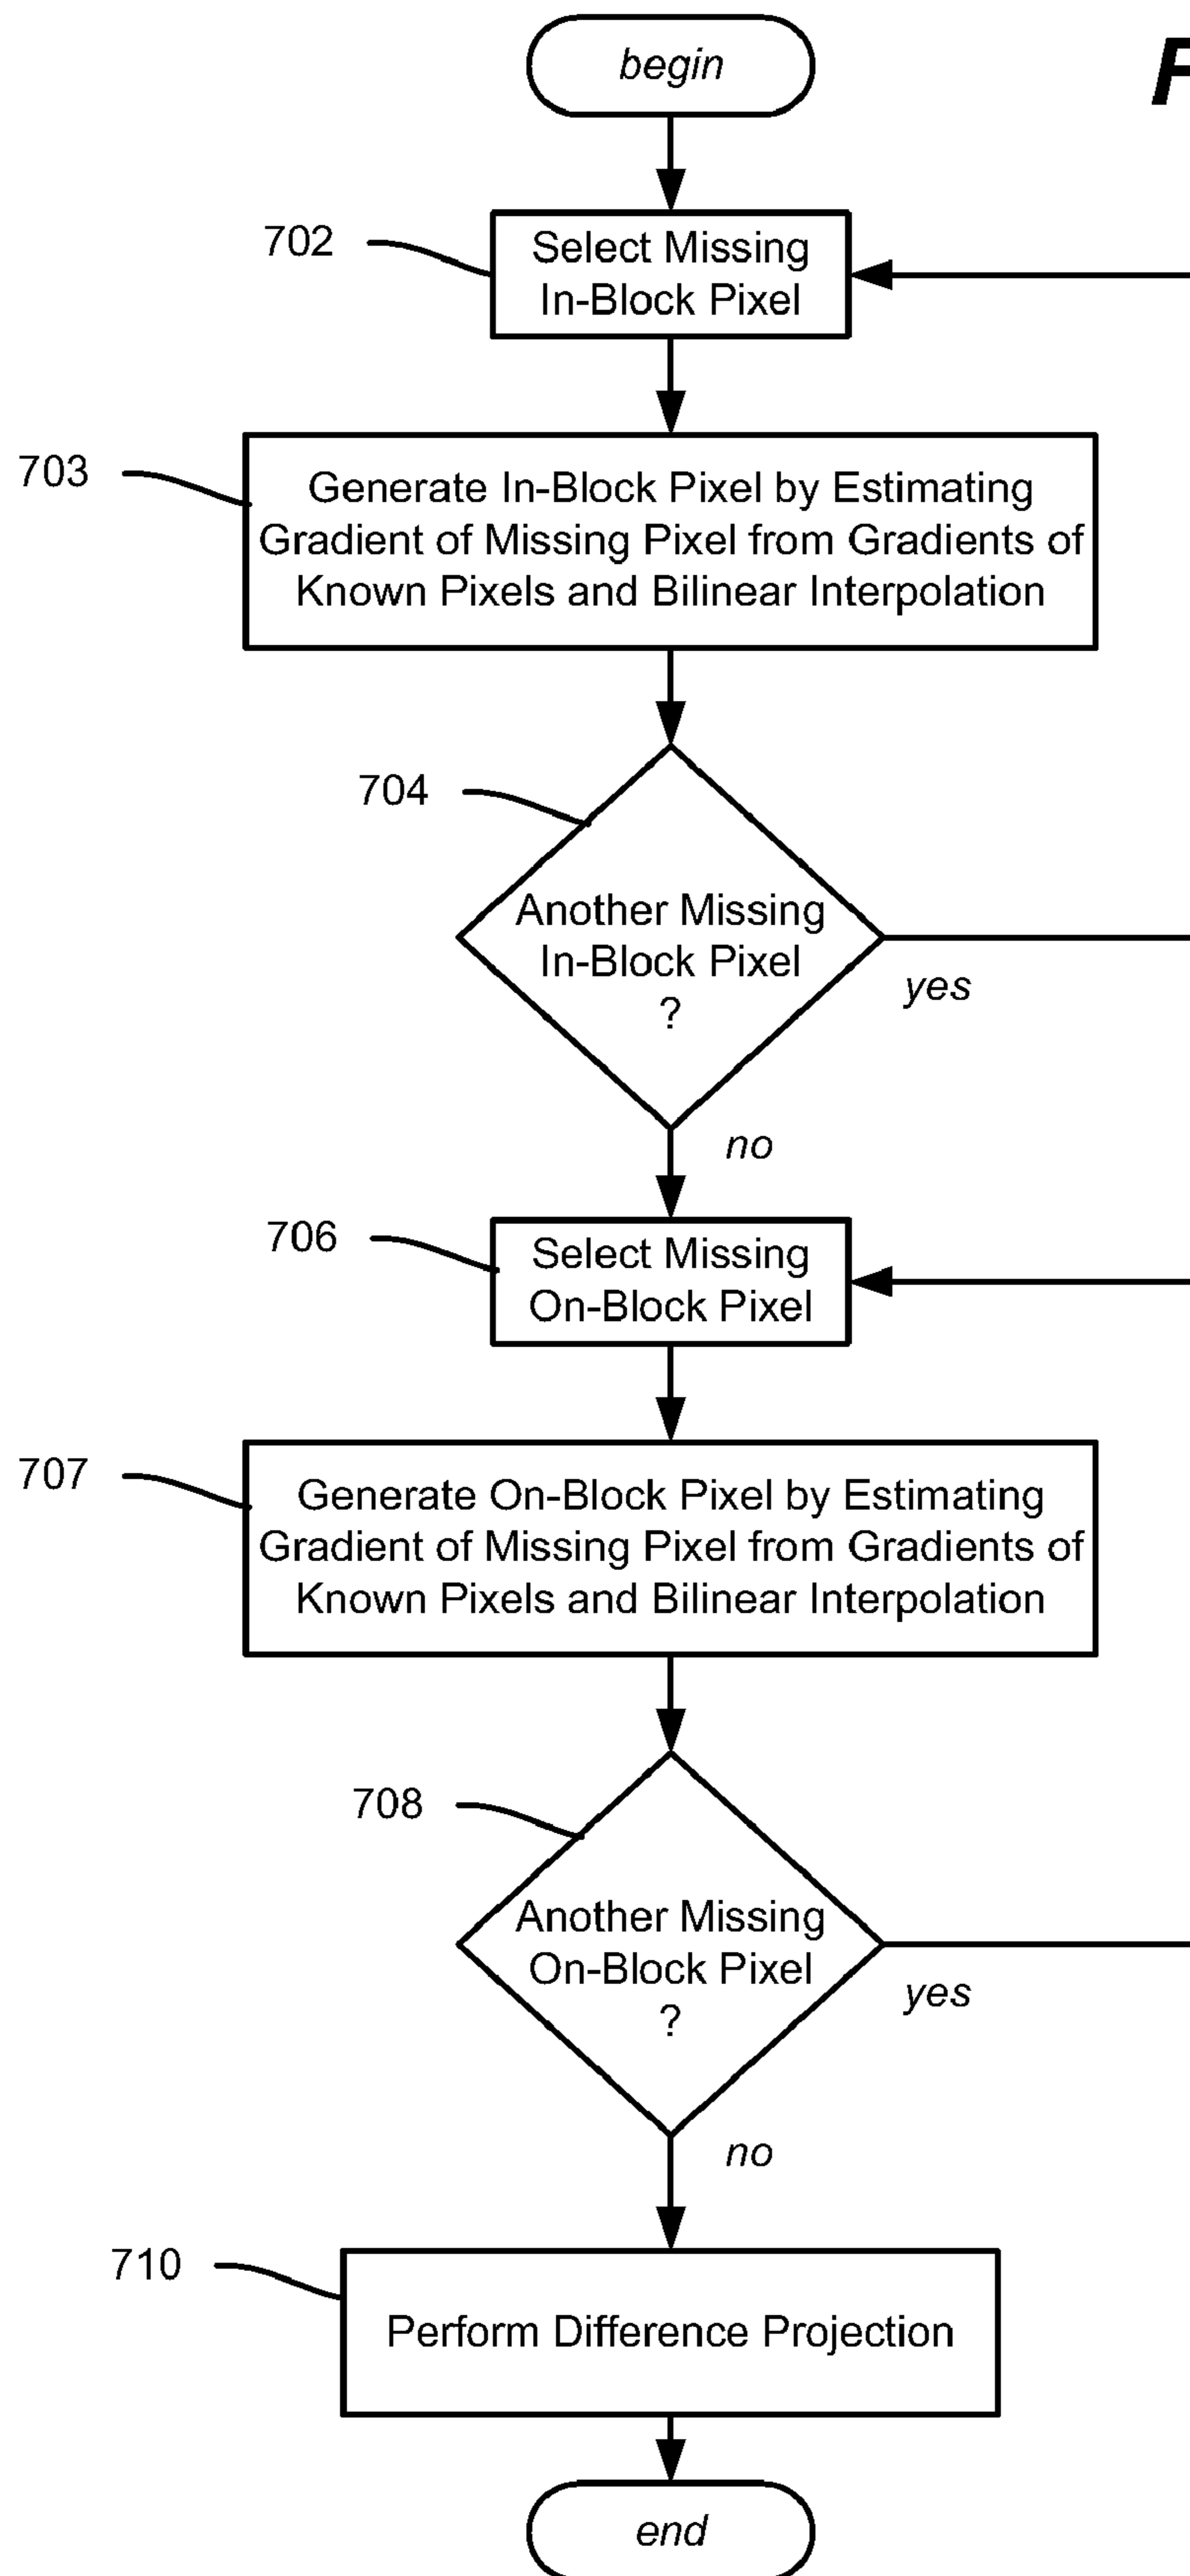 begin
F
702
Select Missing
In-Block Pixel
703
Generate In-Block Pixel by Estimating
Gradient of Missing Pixel from Gradients of
Known Pixels and Bilinear Interpolation
704
Another Missing
In-Block Pixel
?
yes
no
706
Select Missing
On-Block Pixel
707
Generate On-Block Pixel by Estimating
Gradient of Missing Pixel from Gradients of
Known Pixels and Bilinear Interpolation
708
Another Missing
On-Block Pixel
?
yes
no
710
Perform Difference Projection
end